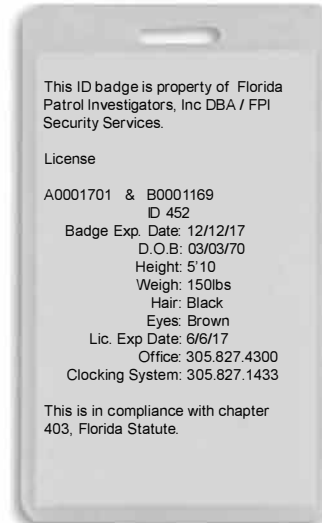 This ID badge is property of Florida
Patrol Investigators, Inc DBA / FPI
Security Services.
License
A0001701 & B0001169
ID 452
Badge Exp. Date: 12/12/17
D.O.B: 03/03/70
Height: 5'10
Weigh: 150lbs
Hair: Black
Eyes: Brown
Lic. Exp Date: 6/6/17
Office: 305.827.4300
Clocking System: 305.827.1433
This is in compliance with chapter
403, Florida Statute.